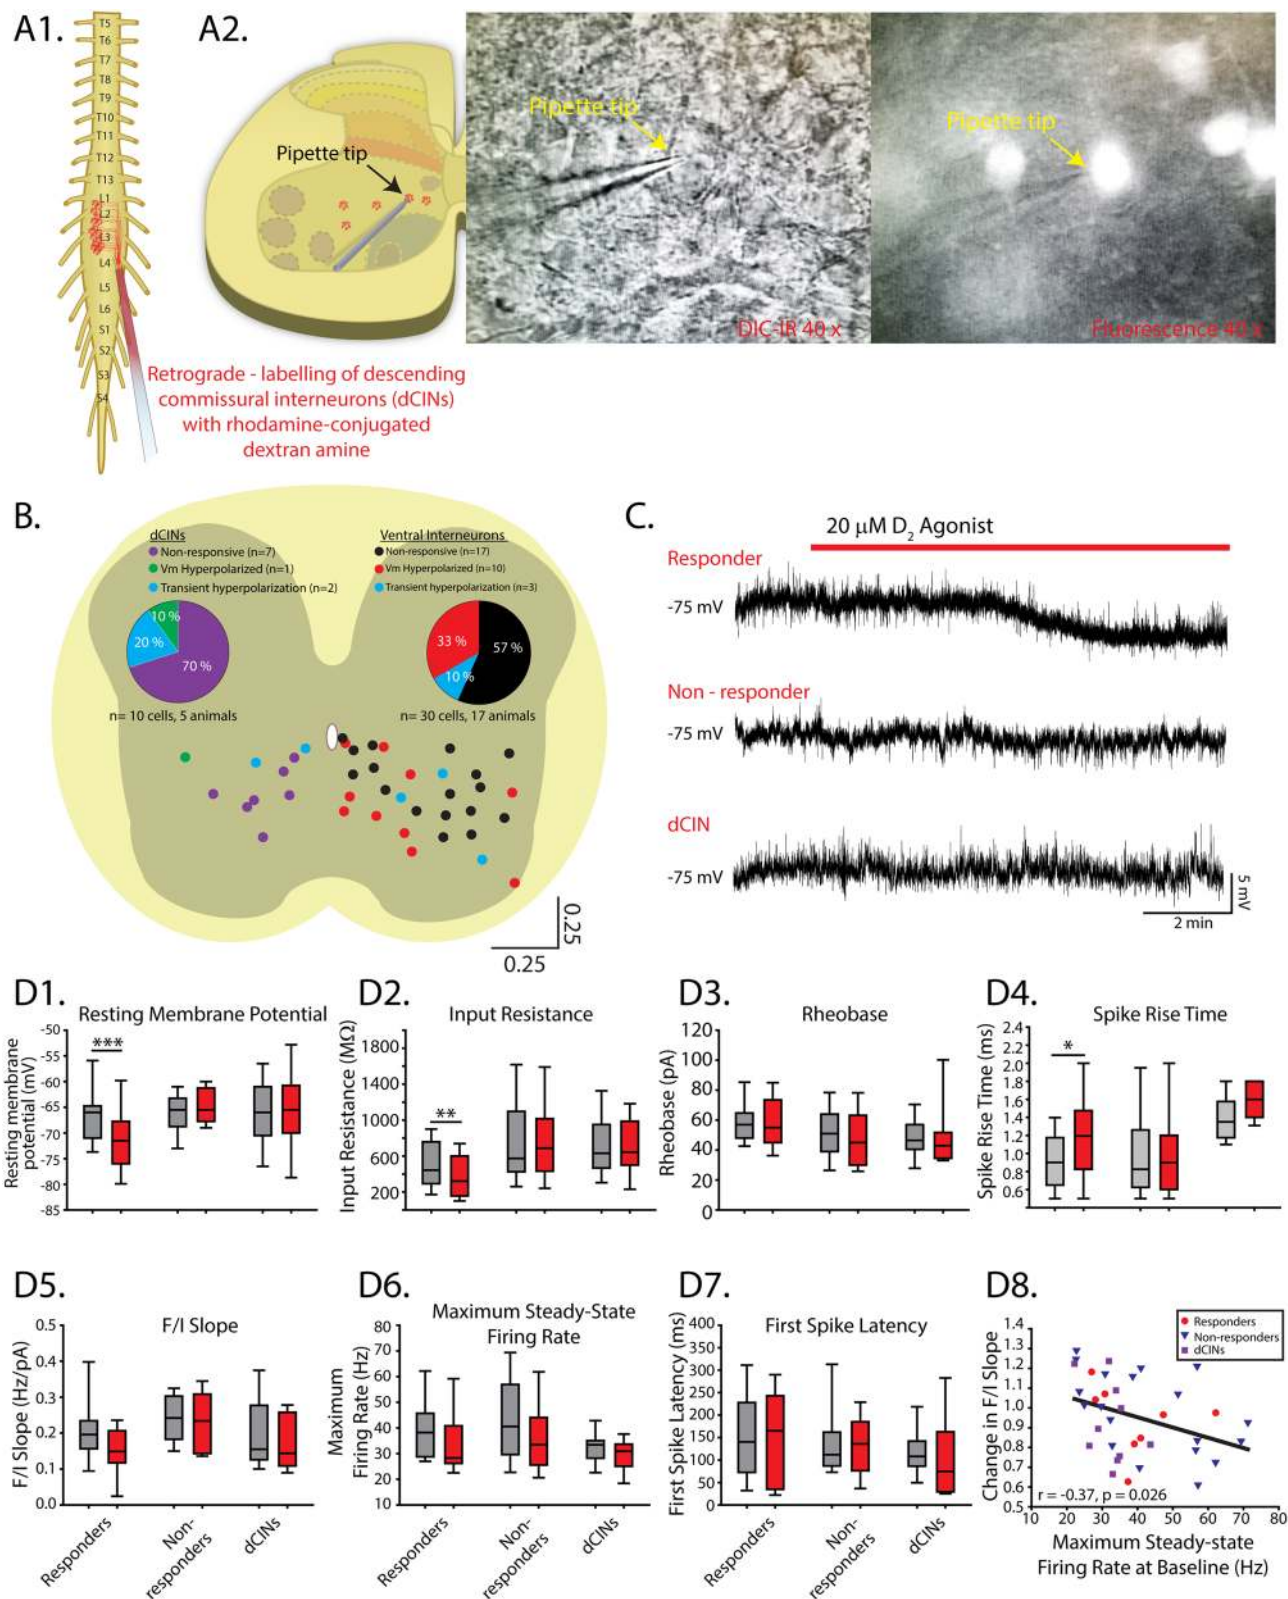 A1.
T5
T6
T7
T8
T9
T10
T11
T12
T13
L1
L2
L3
L4
L5
L6
S1
S2
S3
S4
Retrograde - labelling of descending
commissural interneurons (dCINs)
with rhodamine-conjugated
dextran amine
A2.
Pipette tip
Pipette tip
DIC-IR 40 x
Pipette tip
Fluorescence 40 x
B.
dCINs
Non-responsive (n=7)
Vm Hyperpolarized (n=1)
Transient hyperpolarization (n=2)
10 %
20 %
70 %
n= 10 cells, 5 animals
Ventral Interneurons
Non-responsive (n=17)
Vm Hyperpolarized (n=10)
Transient hyperpolarization (n=3)
33 %
57 %
10 %
n= 30 cells, 17 animals
0.25
0.25
C.
20 μM D₂ Agonist
Responder
-75 mV
Non - responder
-75 mV
dCIN
-75 mV
5 mV
2 min
D1.
Resting Membrane Potential
Resting membrane
potential (mV)
-50
-55
-60
-65
-70
-75
-80
-85
***
D2.
Input Resistance
Input Resistance (MΩ)
1800
1400
1000
600
200
**
D3.
Rheobase
Rheobase (pA)
120
100
80
60
40
20
0
D4.
Spike Rise Time
Spike Rise Time (ms)
2.4
2.2
1.8
1.4
1.2
1.0
0.8
0.6
*
D5.
F/I Slope
F/I Slope (Hz/pA)
0.5
0.4
0.3
0.2
0.1
0.0
Responders
Non-
responders
dCINs
D6.
Maximum Steady-State
Firing Rate
Maximum
Firing Rate (Hz)
80
70
60
50
40
30
20
10
Responders
Non-
responders
dCINs
D7.
First Spike Latency
First Spike Latency (ms)
400
350
300
250
200
150
100
50
0
Responders
Non-
responders
dCINs
D8.
Responders
Non-responders
dCINs
Change in F/I Slope
1.4
1.3
1.2
1.1
1.0
0.9
0.8
0.7
0.6
0.5
r = -0.37, p = 0.026
10 20 30 40 50 60 70 80
Maximum Steady-state
Firing Rate at Baseline (Hz)